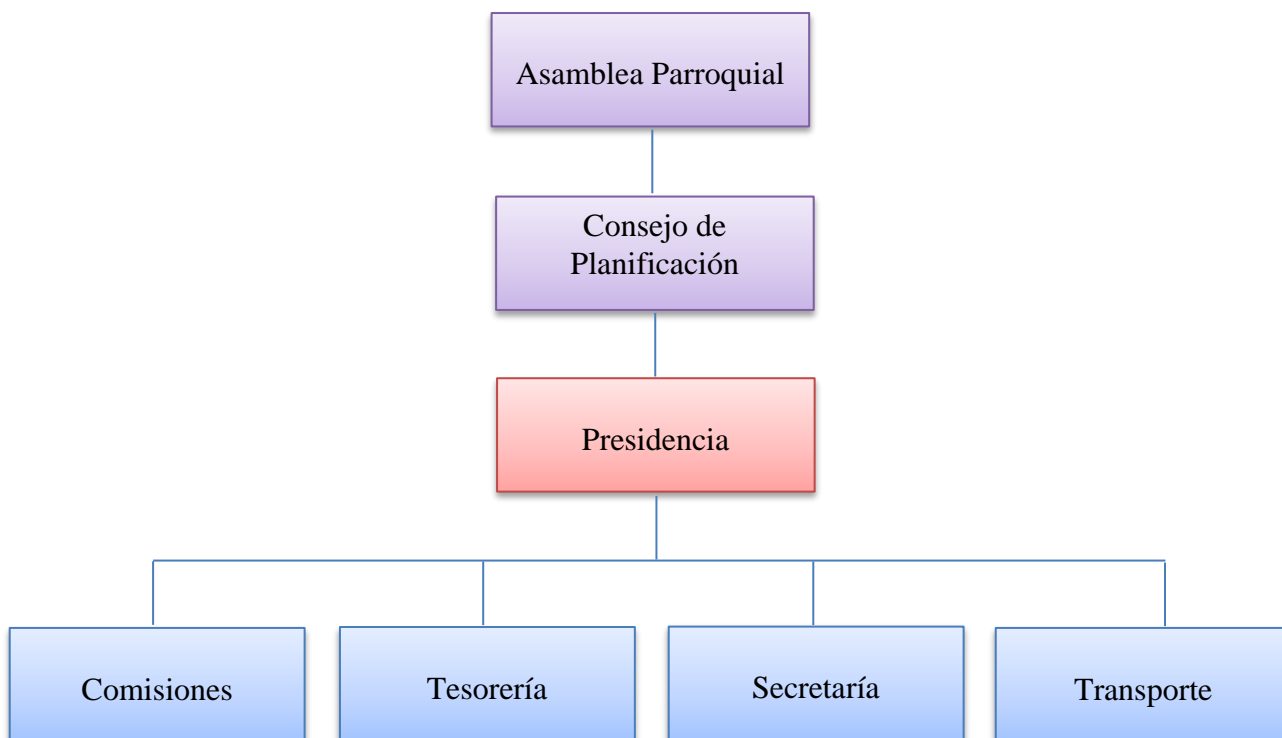 Asamblea Parroquial
Consejo de
Planificación
Presidencia
Comisiones
Tesorería
Secretaría
Transporte